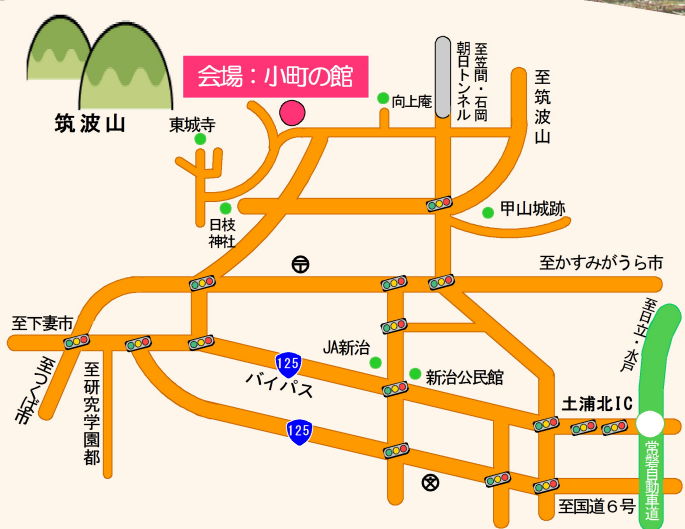 会場：小町の館
筑波山
東城寺
向上庵
朝日トンネル
至笠間・石岡
至筑波山
日枝
神社
甲山城跡
至かすみがうら市
至下妻市
至つくば市
至研究学園都
JA新治
新治公民館
125
バイパス
125
土浦北IC
至日立・水戸
常磐自動車道
至国道６号